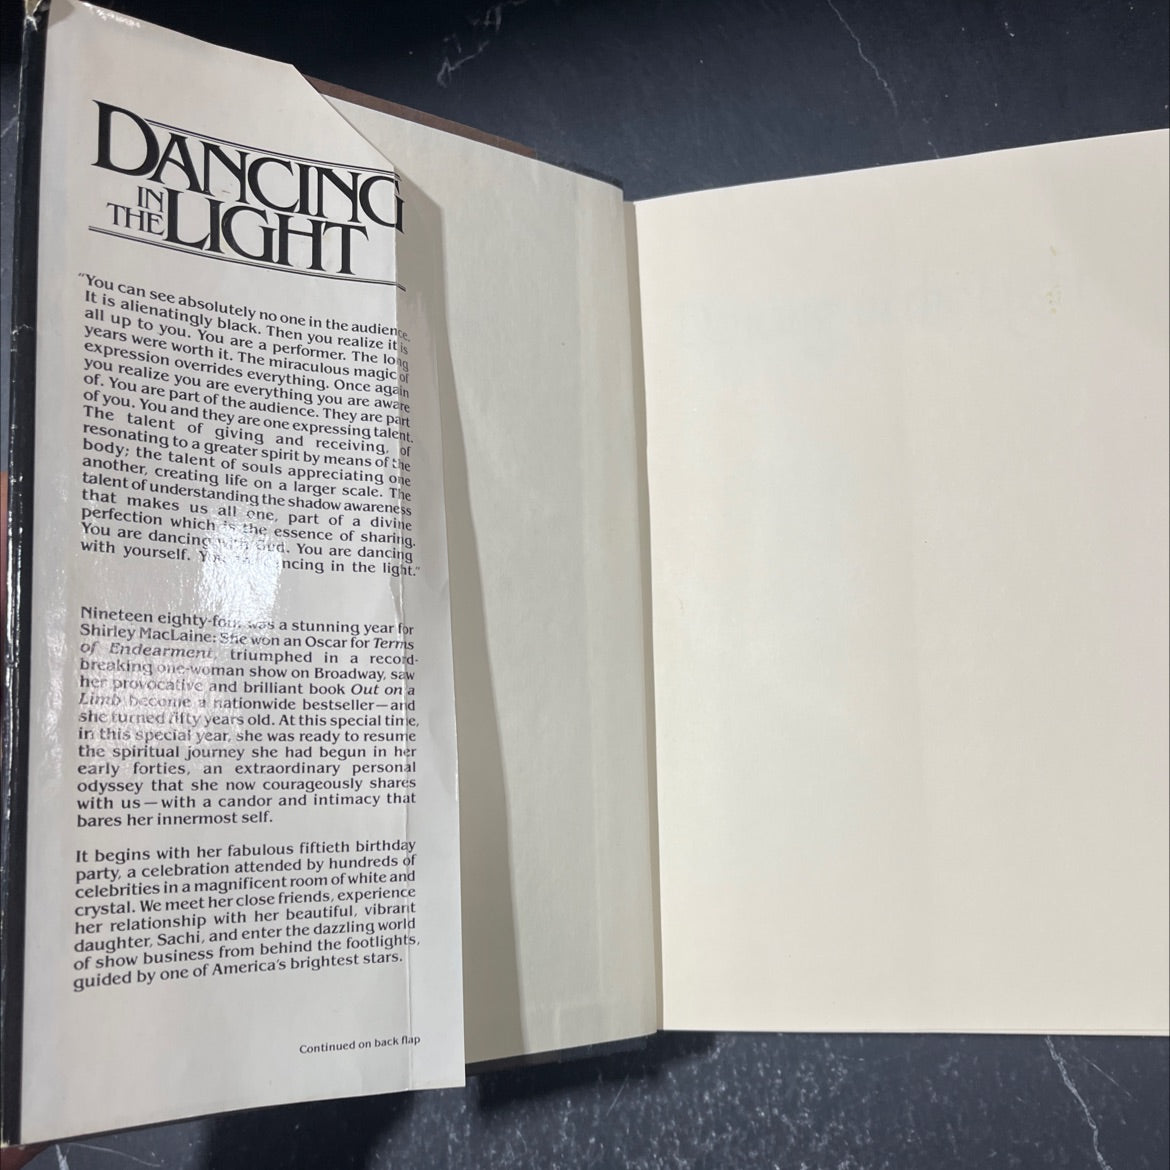 DANCING
IN
THE LIGHT
"You can see absolutely no one in the audience.
It is alienatingly black. Then you realize it is
all up to you. You are a performer. The long
years were worth it. The miraculous magic of
expression overrides everything. Once again
you realize you are everything you are aware
of. You are part of the audience. They are part
of you. You and they are one expressing talent.
The talent of giving and receiving, of
resonating to a greater spirit by means of the
body; the talent of souls appreciating one
another, creating life on a larger scale. The
talent of understanding the shadow awareness
that makes us all one, part of a divine
perfection which is the essence of sharing.
You are dancing with God. You are dancing
with yourself. You are dancing in the light."
Nineteen eighty-four was a stunning year for
Shirley MacLaine: She won an Oscar for Terms
of Endearment, triumphed in a record-
breaking one-woman show on Broadway, saw
her provocative and brilliant book Out on a
Limb become a nationwide bestseller—and
she turned fifty years old. At this special time,
in this special year, she was ready to resume
the spiritual journey she had begun in her
early forties, an extraordinary personal
odyssey that she now courageously shares
with us—with a candor and intimacy that
bares her innermost self.
It begins with her fabulous fiftieth birthday
party, a celebration attended by hundreds of
celebrities in a magnificent room of white and
crystal. We meet her close friends, experience
her relationship with her beautiful, vibrant
daughter, Sachi, and enter the dazzling world
of show business from behind the footlights,
guided by one of America's brightest stars.
Continued on back flap